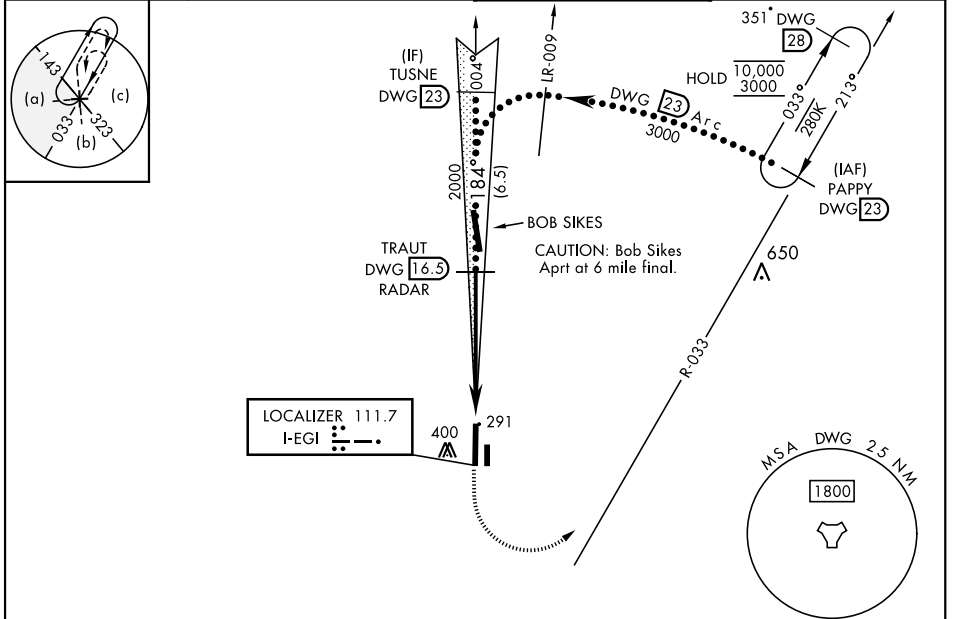 143
(a)
(c)
(b)
033
323
(IF)
TUSNE
DWG 23
004°
LR-009
DWG 23 Arc
3000
351° DWG
28
HOLD 10,000
3000
033°
280K
213°
(IAF)
PAPPY
DWG 23
2000
184°
(6.5)
BOB SIKES
CAUTION: Bob Sikes
Aprt at 6 mile final.
TRAUT
DWG 16.5
RADAR
650
R-033
LOCALIZER 111.7
I-EGI
400
291
MSA DWG 25 NM
1800